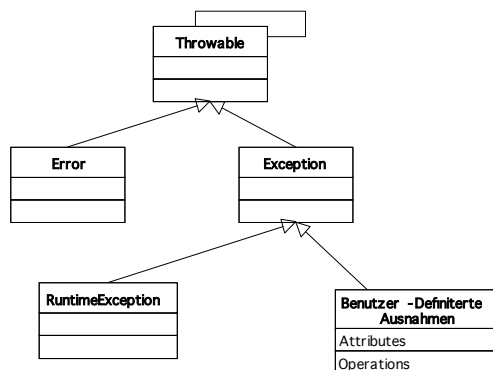 Throwable
Error
Exception
RuntimeException
Benutzer -Definiterte
Ausnahmen
Attributes
Operations